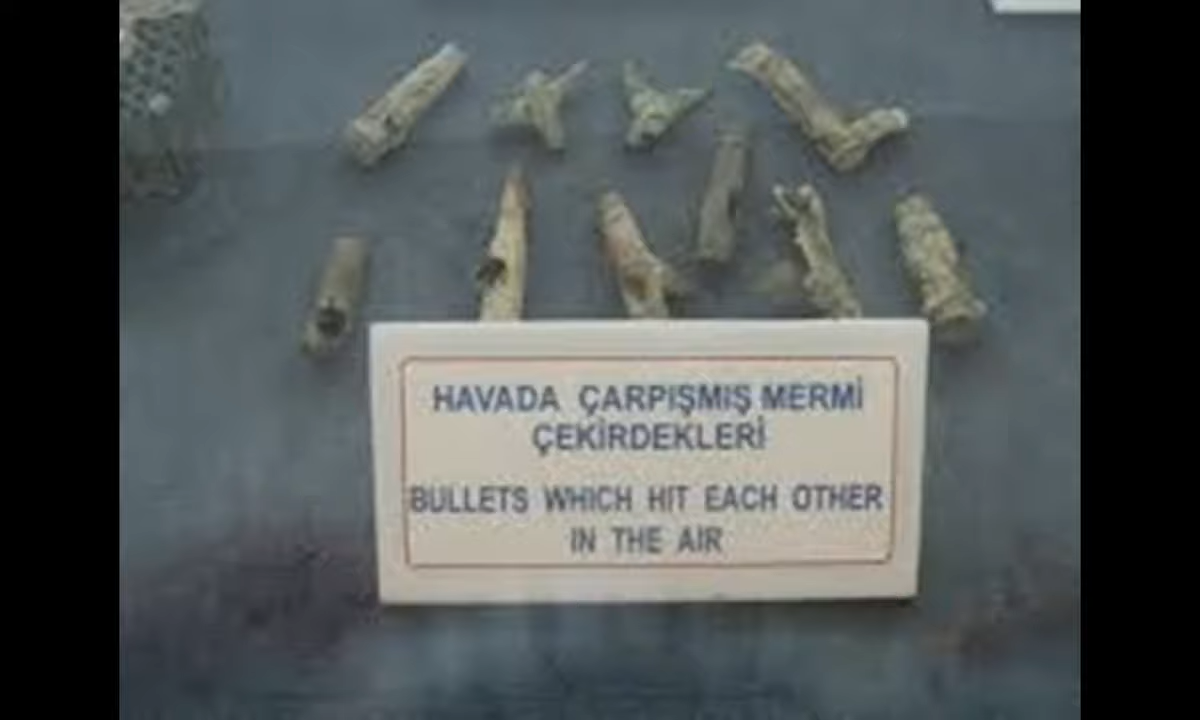 HAVADA ÇARPIŞMIŞ MERMİ
ÇEKİRDEKLERİ
BULLETS WHICH HIT EACH OTHER
IN THE AIR